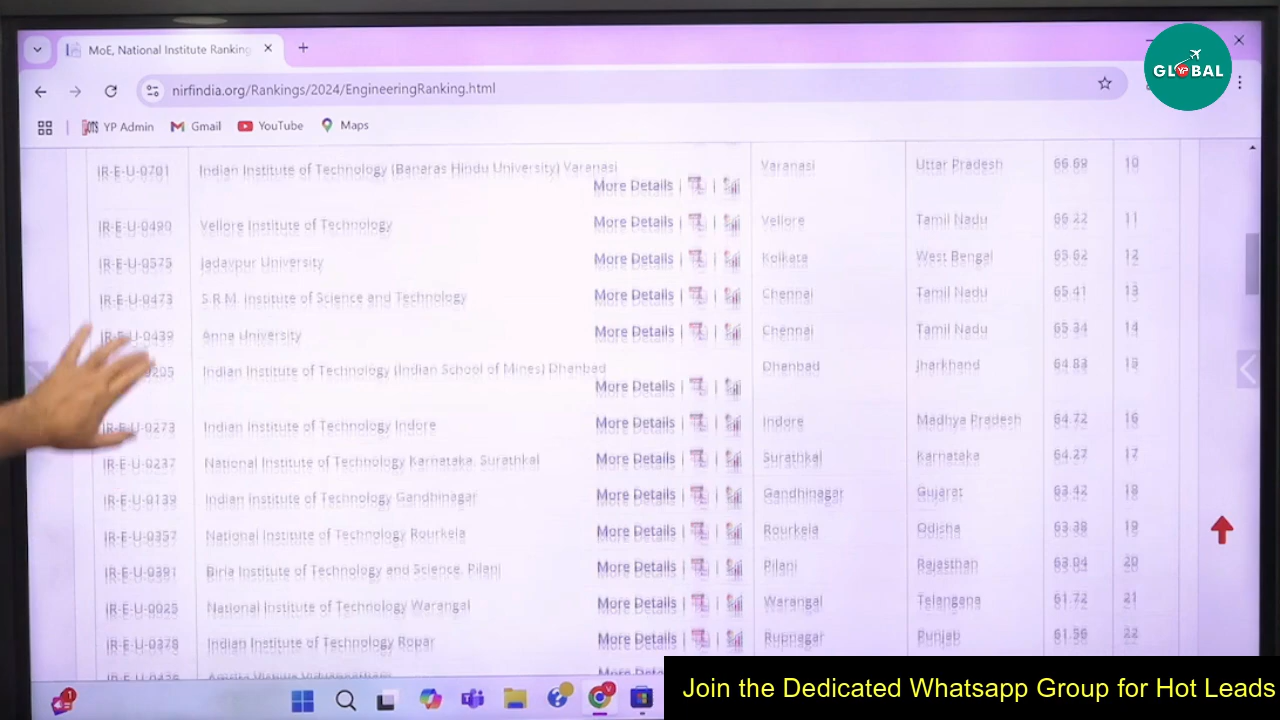 MoE, National Institute Ranking
GLOBAL
YP
nirfindia.org/Rankings/2024/EngineeringRanking.html
YP Admin Gmail YouTube Maps
IR-E-U-0701 Indian Institute of Technology (Banaras Hindu University) Varanasi Varanasi Uttar Pradesh 66.69 10
More Details | |
IR-E-U-0490 Vellore Institute of Technology More Details | | Vellore Tamil Nadu 66.22 11
IR-E-U-0575 Jadavpur University More Details | | Kolkata West Bengal 65.62 12
IR-E-U-0473 S.R.M. Institute of Science and Technology More Details | | Chennai Tamil Nadu 65.41 13
IR-E-U-0439 Anna University More Details | | Chennai Tamil Nadu 65.34 14
0205 Indian Institute of Technology (Indian School of Mines) Dhanbad Dhanbad Jharkhand 64.83 15
More Details | |
-0273 Indian Institute of Technology Indore More Details | | Indore Madhya Pradesh 64.72 16
IR-E-U-0237 National Institute of Technology Karnataka, Surathkal More Details | | Surathkal Karnataka 64.27 17
IR-E-U-0139 Indian Institute of Technology Gandhinagar More Details | | Gandhinagar Gujarat 63.42 18
IR-E-U-0357 National Institute of Technology Rourkela More Details | | Rourkela Odisha 63.38 19
IR-E-U-0391 Birla Institute of Technology and Science, Pilani More Details | | Pilani Rajasthan 63.04 20
IR-E-U-0025 National Institute of Technology Warangal More Details | | Warangal Telangana 61.72 21
IR-E-U-0378 Indian Institute of Technology Ropar More Details | | Rupnagar Punjab 61.56 22
Join the Dedicated Whatsapp Group for Hot Leads